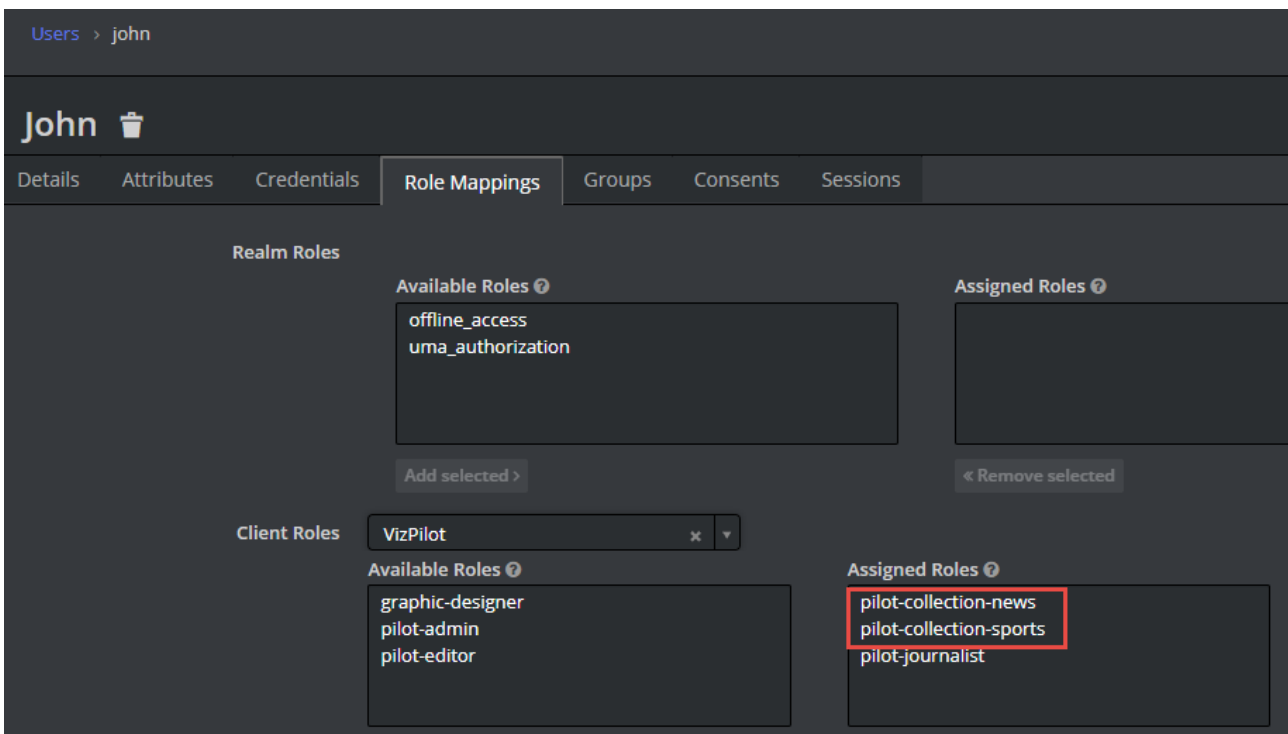 Users > john
John
Details Attributes Credentials Role Mappings Groups Consents Sessions
Realm Roles
Available Roles Assigned Roles
offline_access
uma_authorization
Add selected > « Remove selected
Client Roles VizPilot
Available Roles Assigned Roles
graphic-designer pilot-collection-news
pilot-admin pilot-collection-sports
pilot-editor pilot-journalist